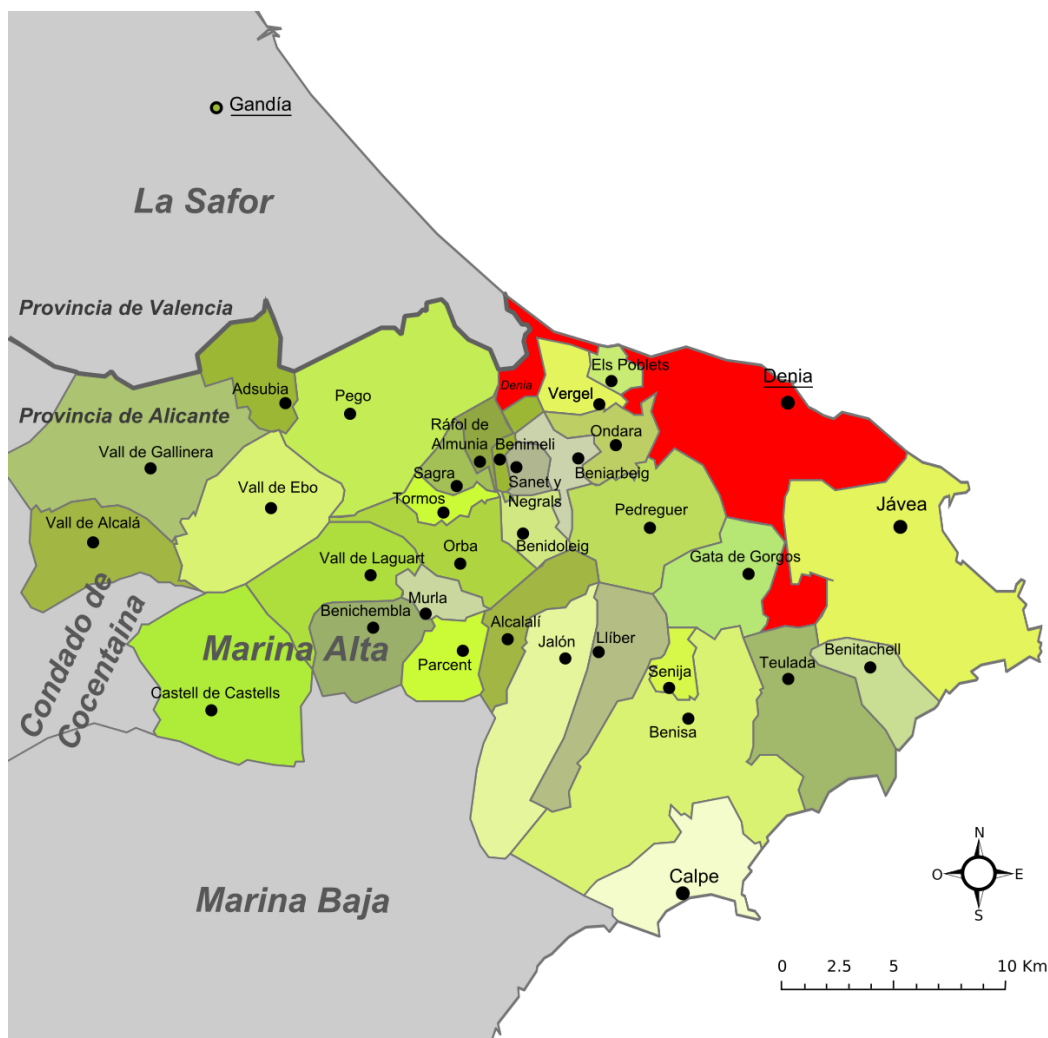 Gandía
La Safor
Provincia de Valencia
Els Poblets
Denia
Denia
Adsubia
Vergel
Pego
Provincia de Alicante
Ráfol de
Almunia
Ondara
Vall de Gallinera
Benimeli
Sagra
Beniarbeig
Sanet y
Negrals
Vall de Ebo
Tormos
Pedreguer
Jávea
Vall de Alcalá
Benidoleig
Orba
Vall de Laguart
Gata de Gorgos
Murla
Benichembla
Alcalalí
Jalón
Llíber
Condado de
Cocentaina
Marina Alta
Parcent
Benitachell
Teulada
Senija
Castell de Castells
Benisa
Calpe
Marina Baja
N
O
E
S
0 2.5 5 10 Km